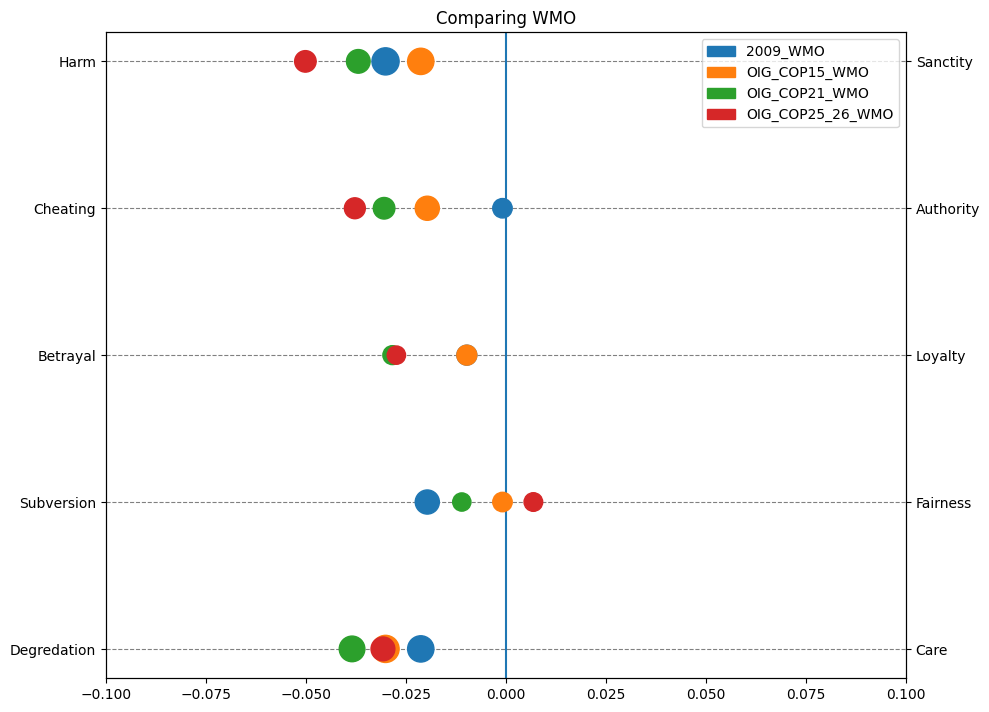 Comparing WMO
2009_WMO
OIG_COP15_WMO
OIG_COP21_WMO
OIG_COP25_26_WMO
Harm
Sanctity
Cheating
Authority
Betrayal
Loyalty
Subversion
Fairness
Degredation
Care
−0.100 −0.075 −0.050 −0.025 0.000 0.025 0.050 0.075 0.100